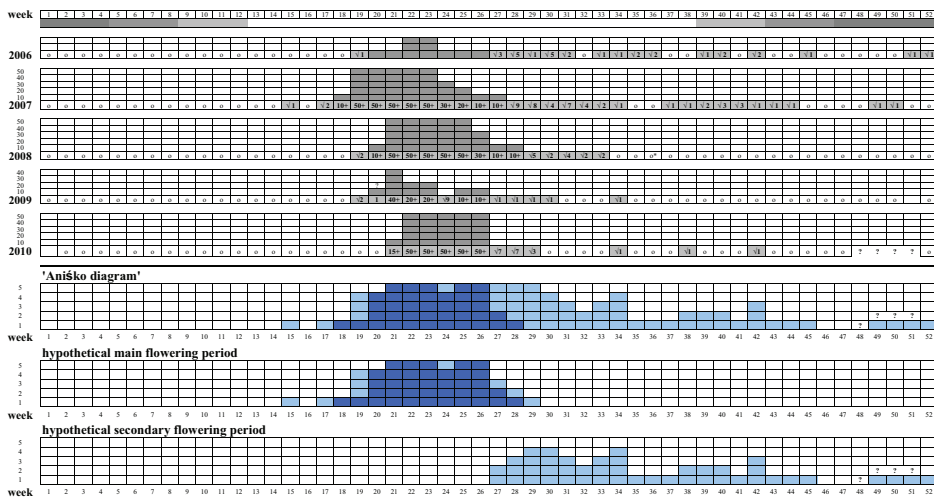 week 1 2 3 4 5 6 7 8 9 10 11 12 13 14 15 16 17 18 19 20 21 22 23 24 25 26 27 28 29 30 31 32 33 34 35 36 37 38 39 40 41 42 43 44 45 46 47 48 49 50 51 52
2006 o o o o o o o o o o o o o o o o o o √1 √3 √5 √1 √5 √2 o √1 √1 √2 √2 o o √1 √2 o √2 o o √1 o o o o o √1 √1
50
40
30
20
10
2007 o o o o o o o o o o o o o o √1 o √2 10+ 50+ 50+ 50+ 50+ 50+ 30+ 20+ 10+ 10+ √9 √8 √4 √7 √4 √2 √1 o o √1 √1 √2 √3 √3 √1 √1 √1 o o o o √1 √1 o o
50
40
30
20
10
2008 o o o o o o o o o o o o o o o o o o √2 10+ 50+ 50+ 50+ 50+ 50+ 30+ 10+ 10+ √5 √2 √4 √2 √2 o o o* o o o o o o o o o o o o o o o o
40
30
20 ?
10
2009 o o o o o o o o o o o o o o o o o o √2 1 40+ 20+ 20+ √9 10+ 10+ √1 √1 √1 √1 o o o √1 o o o o o o o o o o o o o o o o o
50
40
30
20
10
2010 o o o o o o o o o o o o o o o o o o o 15+ 50+ 50+ 50+ 50+ 50+ √7 √7 √3 o o o o √1 o o o √1 o o o √1 o o o o o ? ? ? ?
'Aniśko diagram'
5
4
3
2 ? ? ?
1 ?
week 1 2 3 4 5 6 7 8 9 10 11 12 13 14 15 16 17 18 19 20 21 22 23 24 25 26 27 28 29 30 31 32 33 34 35 36 37 38 39 40 41 42 43 44 45 46 47 48 49 50 51 52
hypothetical main flowering period
5
4
3
2
1
week 1 2 3 4 5 6 7 8 9 10 11 12 13 14 15 16 17 18 19 20 21 22 23 24 25 26 27 28 29 30 31 32 33 34 35 36 37 38 39 40 41 42 43 44 45 46 47 48 49 50 51 52
hypothetical secondary flowering period
5
4
3
2 ? ? ?
1 ?
week 1 2 3 4 5 6 7 8 9 10 11 12 13 14 15 16 17 18 19 20 21 22 23 24 25 26 27 28 29 30 31 32 33 34 35 36 37 38 39 40 41 42 43 44 45 46 47 48 49 50 51 52